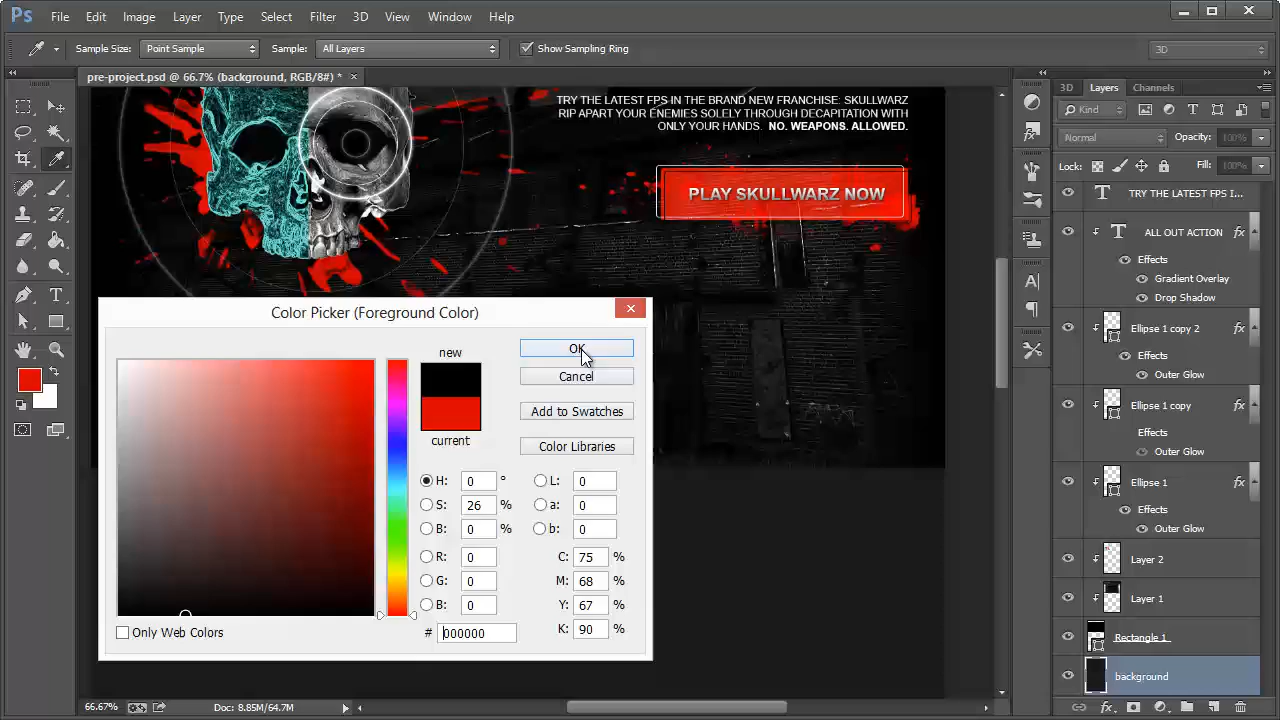 Ps File Edit Image Layer Type Select Filter 3D View Window Help
Sample Size: Point Sample Sample: All Layers Show Sampling Ring 3D
pre-project.psd @ 66.7% (background, RGB/8#) *
TRY THE LATEST FPS IN THE BRAND NEW FRANCHISE: SKULLWARZ
RIP APART YOUR ENEMIES SOLELY THROUGH DECAPITATION WITH
ONLY YOUR HANDS. NO. WEAPONS. ALLOWED.
PLAY SKULLWARZ NOW
Color Picker (Foreground Color)
new
current
OK
Cancel
Add to Swatches
Color Libraries
H: 0 ° L: 0
S: 26 % a: 0
B: 0 % b: 0
R: 0 C: 75 %
G: 0 M: 68 %
B: 0 Y: 67 %
# 000000 K: 90 %
Only Web Colors
66.67% Doc: 8.85M/64.7M
3D Layers Channels
Kind
Normal Opacity: 100%
Lock: Fill: 100%
TRY THE LATEST FPS I...
ALL OUT ACTION fx
Effects
Gradient Overlay
Drop Shadow
Ellipse 1 copy 2
Effects
Outer Glow
Ellipse 1 copy fx
Effects
Outer Glow
Ellipse 1
Effects
Outer Glow
Layer 2
Layer 1
Rectangle 1
background